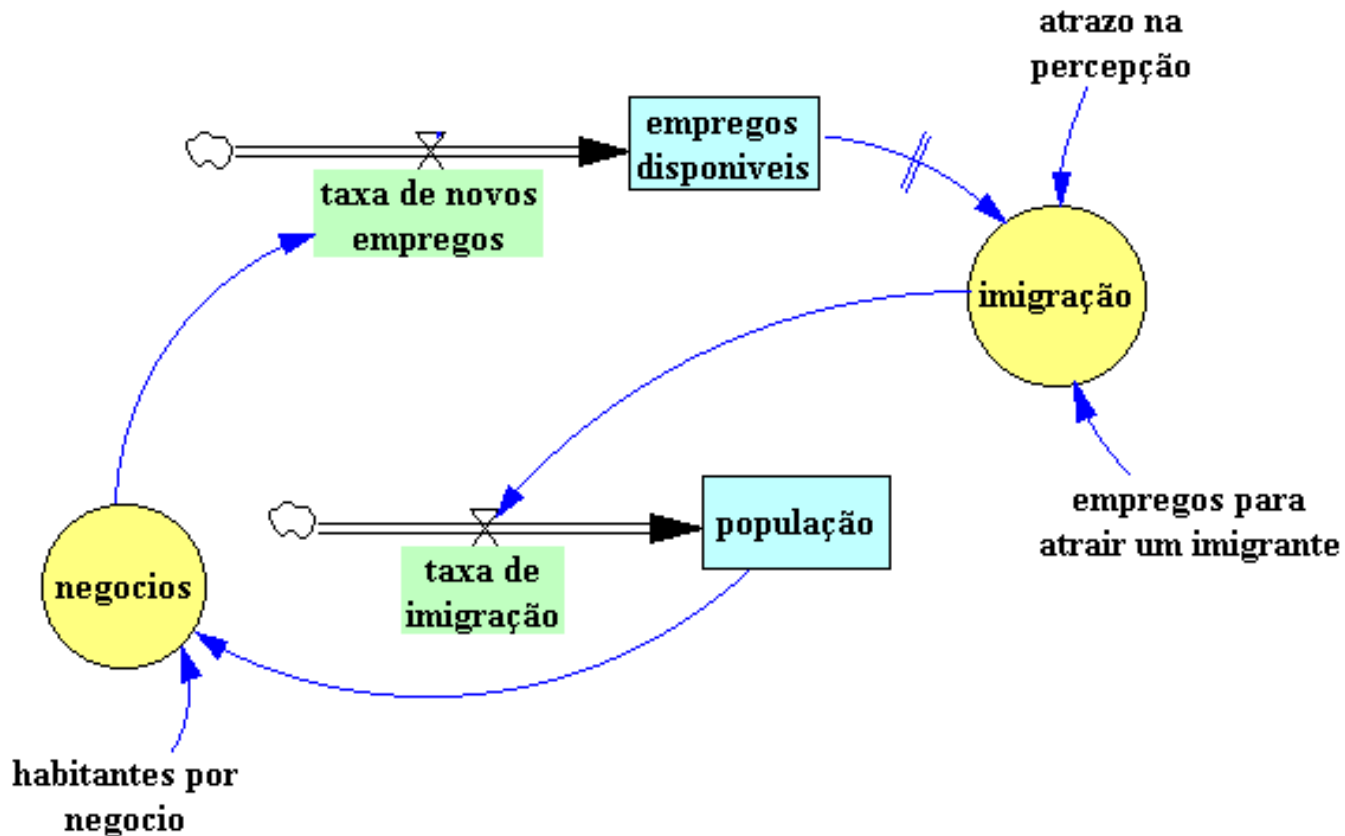 atrazo na
percepção
empregos
disponiveis
taxa de novos
empregos
imigração
empregos para
atrair um imigrante
população
taxa de
imigração
negocios
habitantes por
negocio